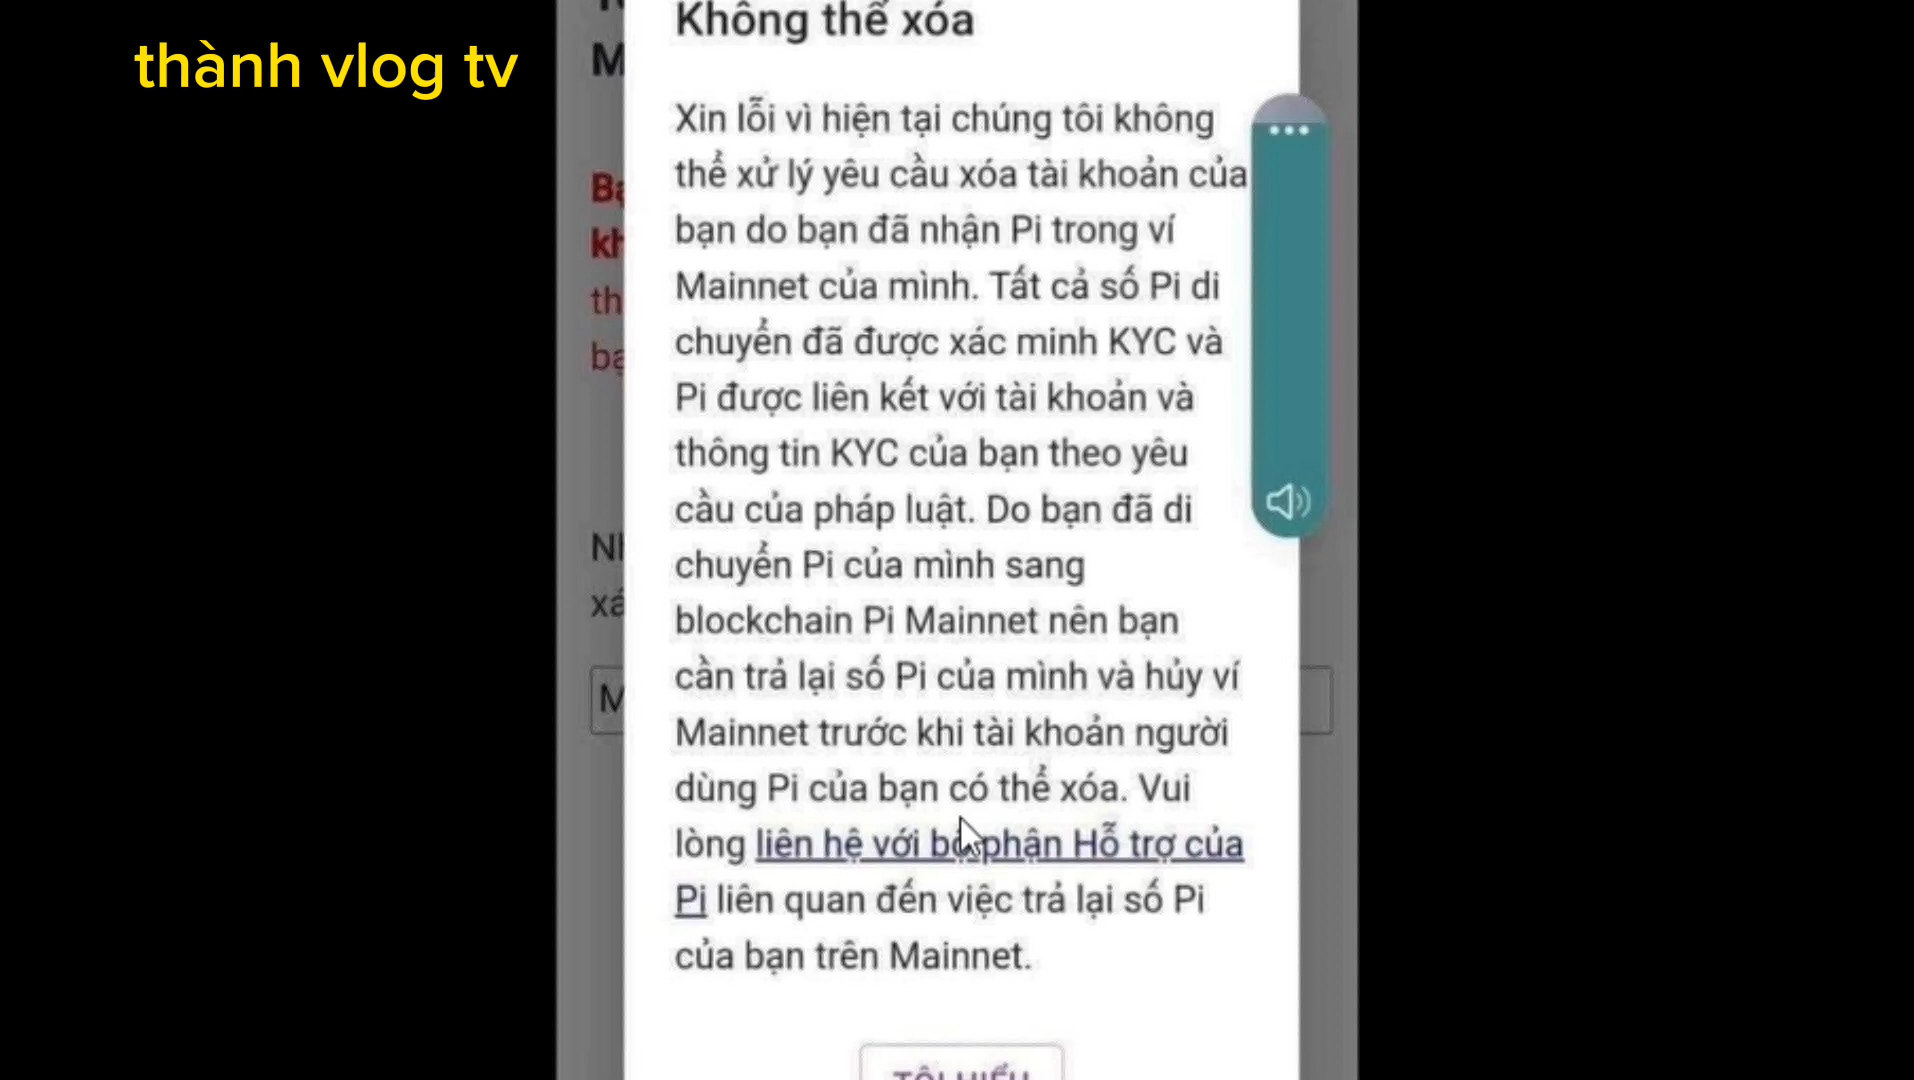 thành vlog tv
Không thể xóa
Xin lỗi vì hiện tại chúng tôi không
thể xử lý yêu cầu xóa tài khoản của
bạn do bạn đã nhận Pi trong ví
Mainnet của mình. Tất cả số Pi di
chuyển đã được xác minh KYC và
Pi được liên kết với tài khoản và
thông tin KYC của bạn theo yêu
cầu của pháp luật. Do bạn đã di
chuyển Pi của mình sang
blockchain Pi Mainnet nên bạn
cần trả lại số Pi của mình và hủy ví
Mainnet trước khi tài khoản người
dùng Pi của bạn có thể xóa. Vui
lòng liên hệ với bộ phận Hỗ trợ của
Pi liên quan đến việc trả lại số Pi
của bạn trên Mainnet.
TÔI HIỂU